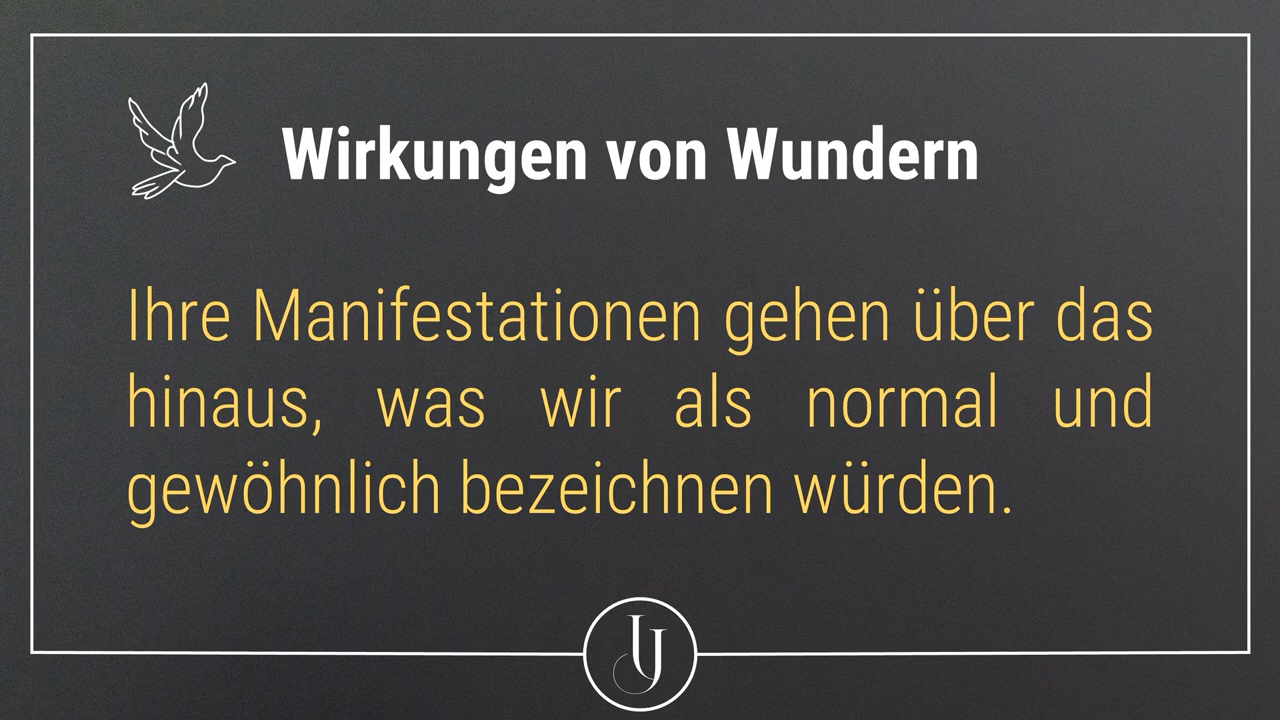 Wirkungen von Wundern
Ihre Manifestationen gehen über das
hinaus, was wir als normal und
gewöhnlich bezeichnen würden.